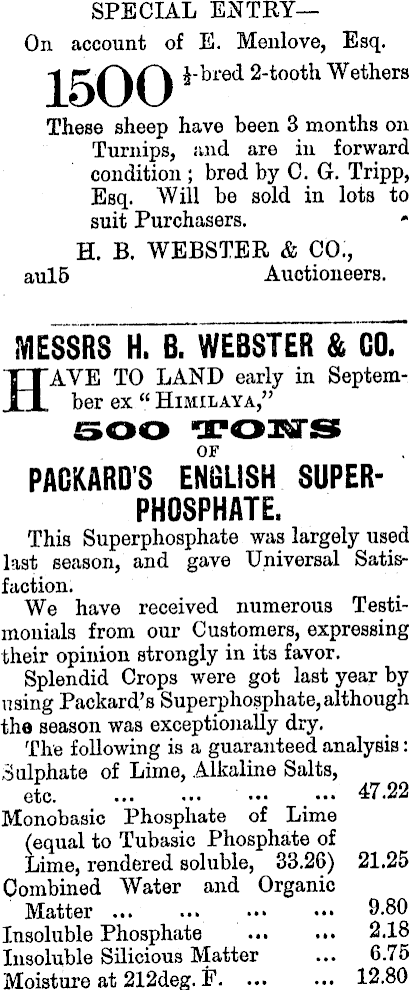 SPECIAL ENTRY—
On account of E. Menlove, Esq.
1500 ½-bred 2-tooth Wethers
These sheep have been 3 months on
Turnips, and are in forward
condition ; bred by C. G. Tripp,
Esq. Will be sold in lots to
suit Purchasers.
H. B. WEBSTER & CO.,
au15 Auctioneers.
MESSRS H. B. WEBSTER & CO.
HAVE TO LAND early in Septem-
ber ex "HIMILAYA,"
500 TONS
OF
PACKARD'S ENGLISH SUPER-
PHOSPHATE.
This Superphosphate was largely used
last season, and gave Universal Satis-
faction.
We have received numerous Testi-
monials from our Customers, expressing
their opinion strongly in its favor.
Splendid Crops were got last year by
using Packard's Superphosphate, although
the season was exceptionally dry.
The following is a guaranteed analysis :
Sulphate of Lime, Alkaline Salts,
etc. ... ... ... ... 47.22
Monobasic Phosphate of Lime
(equal to Tubasic Phosphate of
Lime, rendered soluble, 33.26) 21.25
Combined Water and Organic
Matter ... ... ... ... 9.80
Insoluble Phosphate ... ... 2.18
Insoluble Silicious Matter ... 6.75
Moisture at 212deg. F. ... ... 12.80